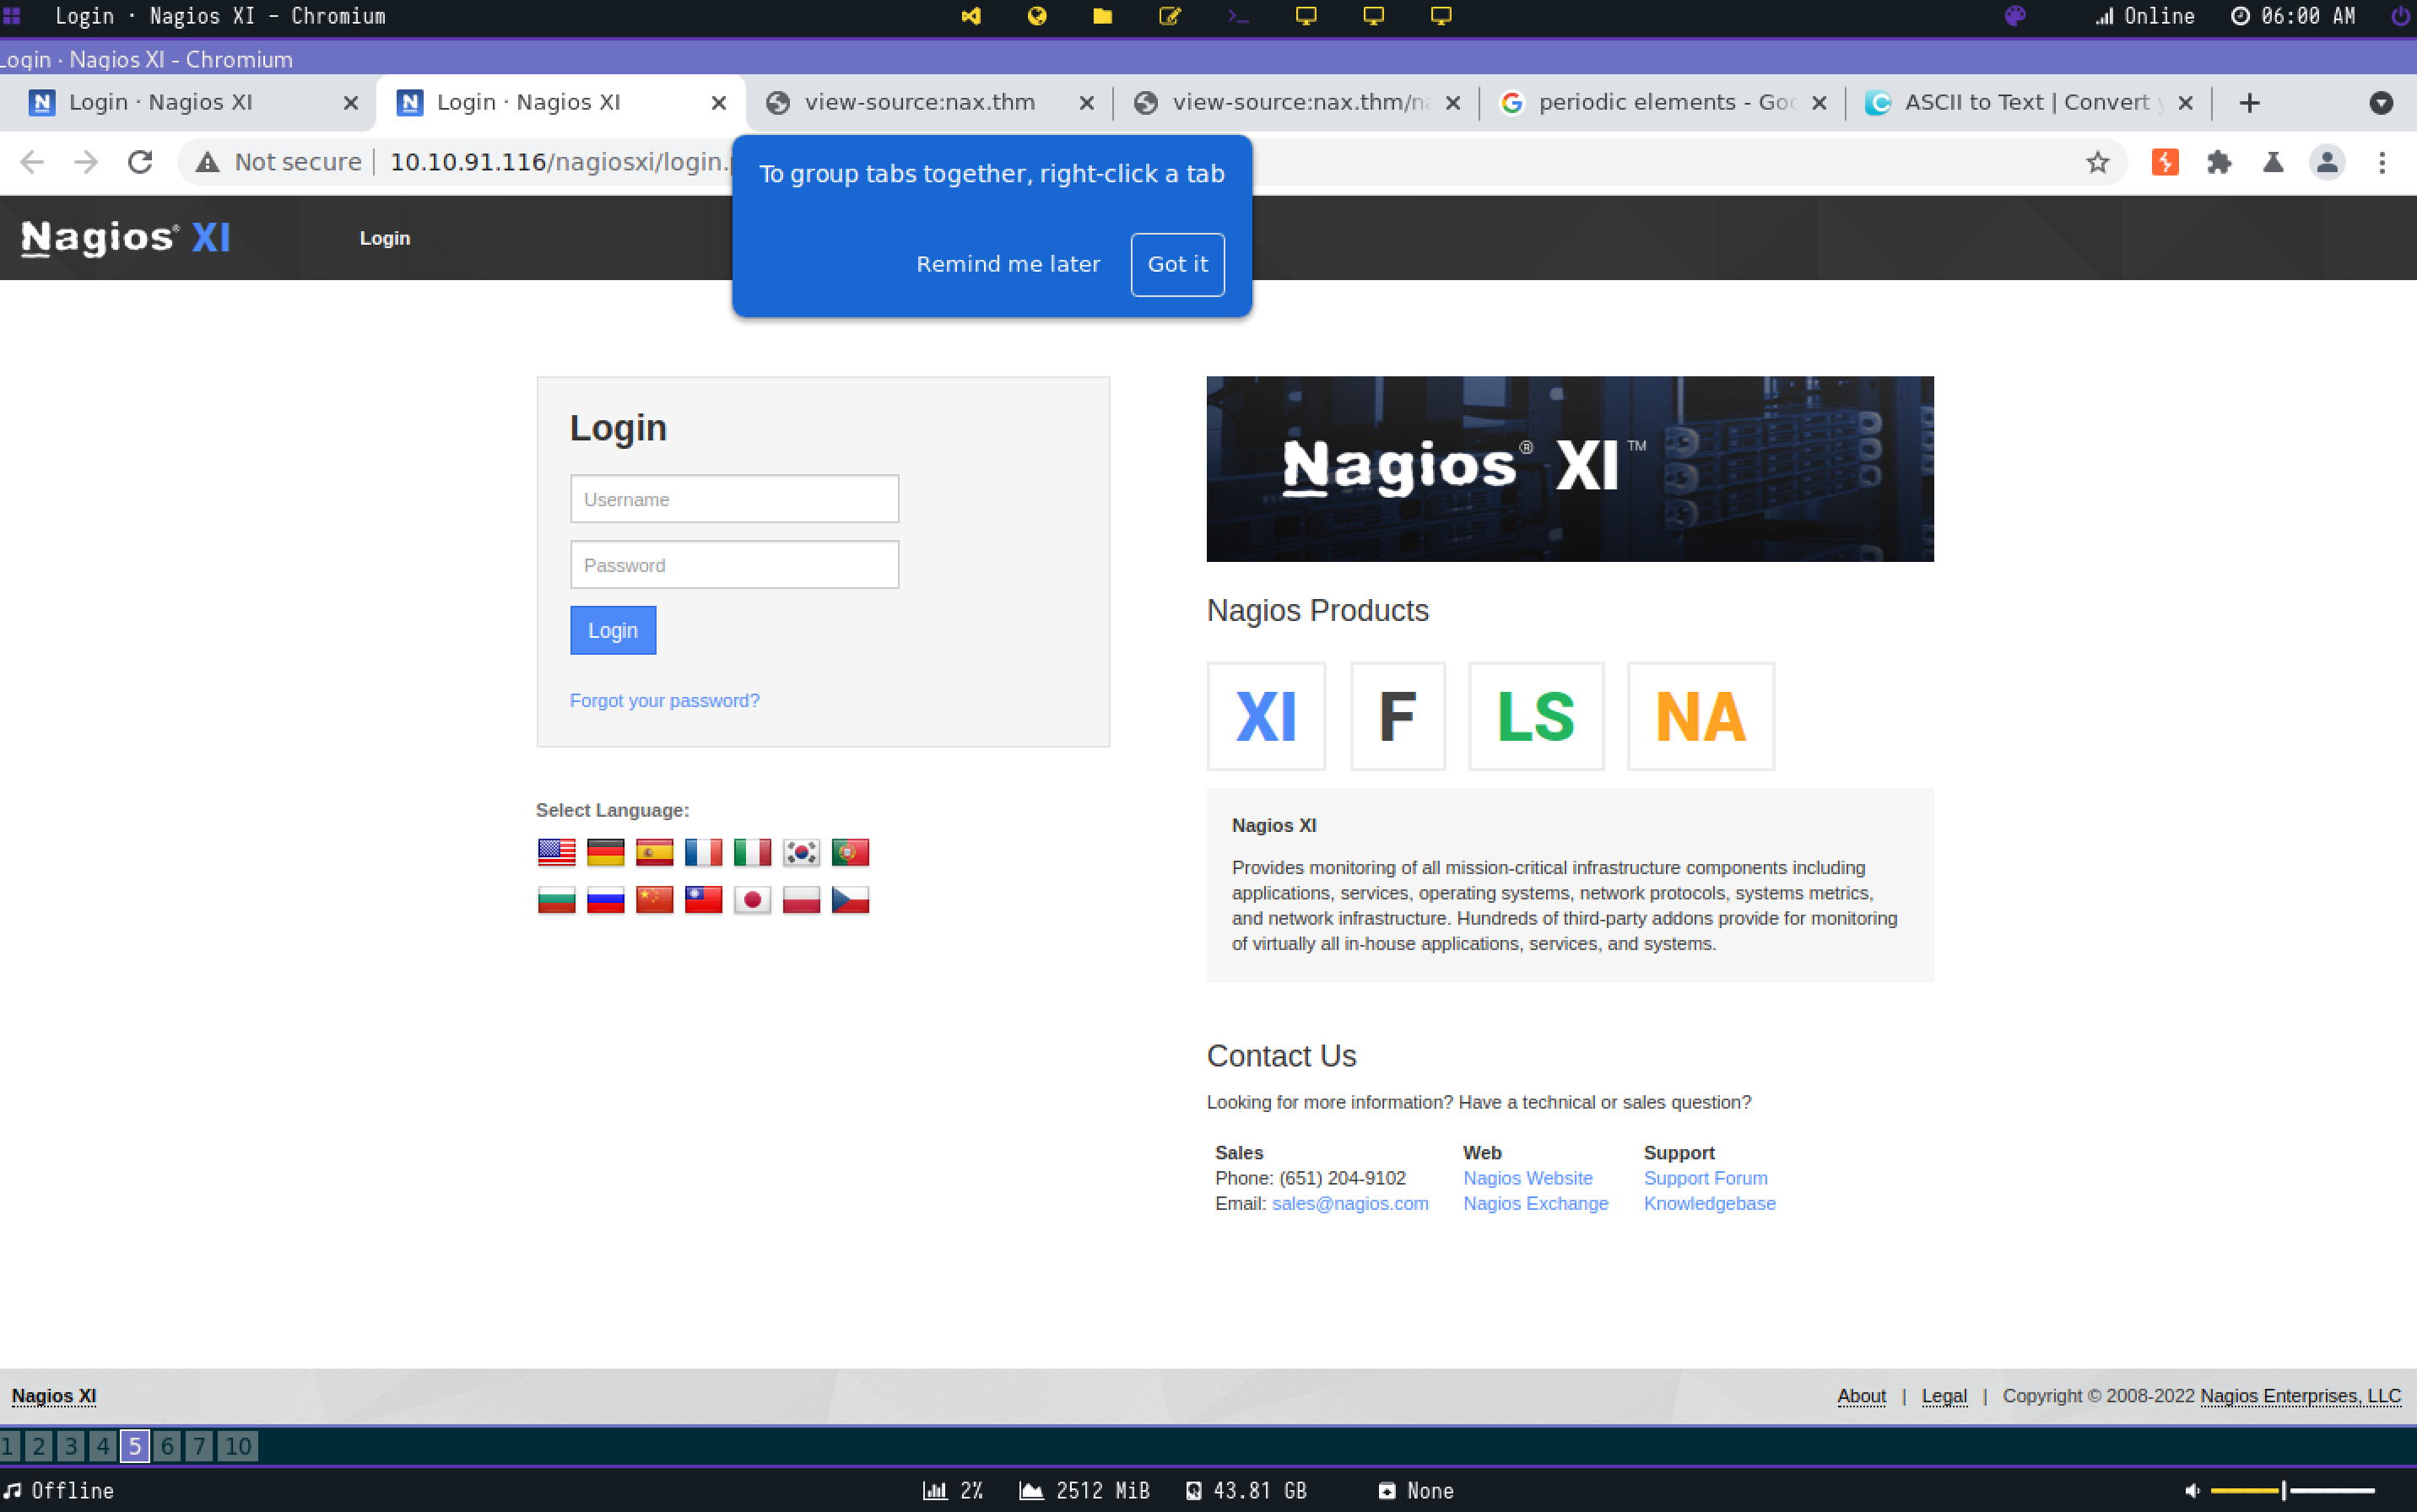 Login · Nagios XI - Chromium
Online
06:00 AM
Login · Nagios XI - Chromium
Login · Nagios XI
Login · Nagios XI
view-source:nax.thm
view-source:nax.thm/na
periodic elements - Goo
ASCII to Text | Convert y
Not secure
10.10.91.116/nagiosxi/login.
To group tabs together, right-click a tab
Remind me later
Got it
Nagios® XI
Login
Login
Username
Password
Login
Forgot your password?
Select Language:
Nagios® XI™
Nagios Products
XI
F
LS
NA
Nagios XI
Provides monitoring of all mission-critical infrastructure components including
applications, services, operating systems, network protocols, systems metrics,
and network infrastructure. Hundreds of third-party addons provide for monitoring
of virtually all in-house applications, services, and systems.
Contact Us
Looking for more information? Have a technical or sales question?
Sales
Phone: (651) 204-9102
Email: sales@nagios.com
Web
Nagios Website
Nagios Exchange
Support
Support Forum
Knowledgebase
Nagios XI
About | Legal | Copyright © 2008-2022 Nagios Enterprises, LLC
1 2 3 4 5 6 7 10
Offline
2%
2512 MiB
43.81 GB
None